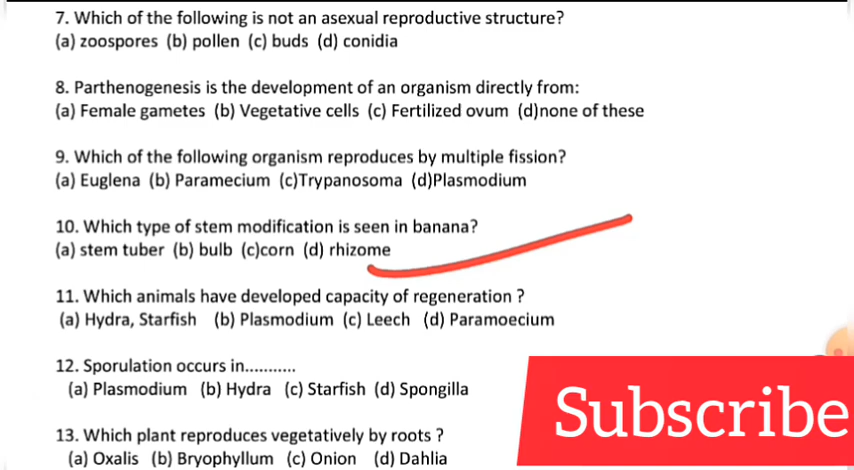 7. Which of the following is not an asexual reproductive structure?
(a) zoospores (b) pollen (c) buds (d) conidia
8. Parthenogenesis is the development of an organism directly from:
(a) Female gametes (b) Vegetative cells (c) Fertilized ovum (d)none of these
9. Which of the following organism reproduces by multiple fission?
(a) Euglena (b) Paramecium (c)Trypanosoma (d)Plasmodium
10. Which type of stem modification is seen in banana?
(a) stem tuber (b) bulb (c)corn (d) rhizome
11. Which animals have developed capacity of regeneration ?
(a) Hydra, Starfish (b) Plasmodium (c) Leech (d) Paramoecium
12. Sporulation occurs in...........
(a) Plasmodium (b) Hydra (c) Starfish (d) Spongilla
Subscribe
13. Which plant reproduces vegetatively by roots ?
(a) Oxalis (b) Bryophyllum (c) Onion (d) Dahlia